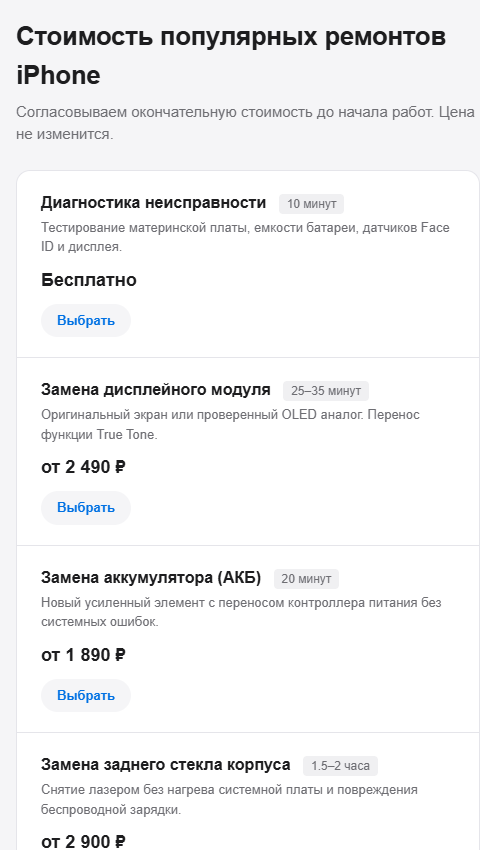 Стоимость популярных ремонтов
iPhone
Согласовываем окончательную стоимость до начала работ. Цена
не изменится.
Диагностика неисправности 10 минут
Тестирование материнской платы, емкости батареи, датчиков Face
ID и дисплея.
Бесплатно
Выбрать
Замена дисплейного модуля 25–35 минут
Оригинальный экран или проверенный OLED аналог. Перенос
функции True Tone.
от 2 490 ₽
Выбрать
Замена аккумулятора (АКБ) 20 минут
Новый усиленный элемент с переносом контроллера питания без
системных ошибок.
от 1 890 ₽
Выбрать
Замена заднего стекла корпуса 1.5–2 часа
Снятие лазером без нагрева системной платы и повреждения
беспроводной зарядки.
от 2 900 ₽